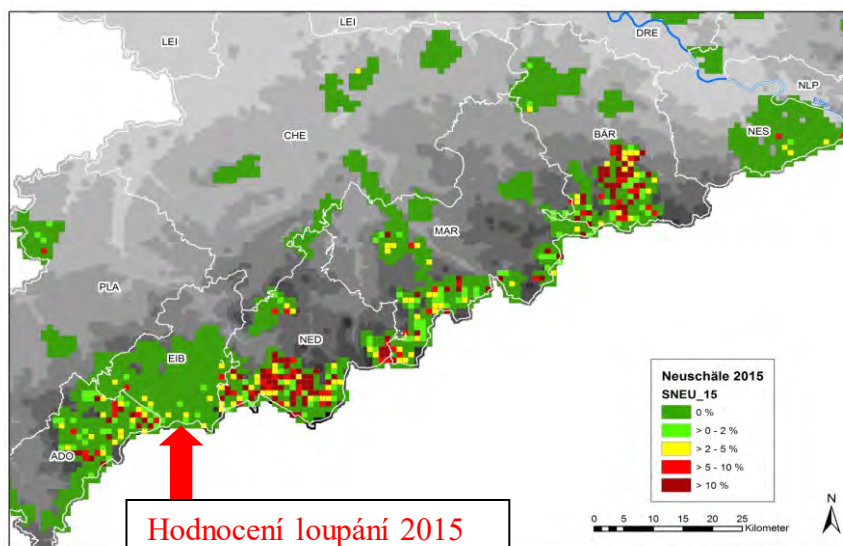 LEI
LEI
DRE
NLP
Elbe
CHE
BÄR
NES
MAR
PLA
EIB
NED
ADO
Neuschäle 2015
SNEU_15
0 %
> 0 - 2 %
> 2 - 5 %
> 5 - 10 %
> 10 %
Hodnocení loupání 2015
0 5 10 15 20 25
Kilometer
N